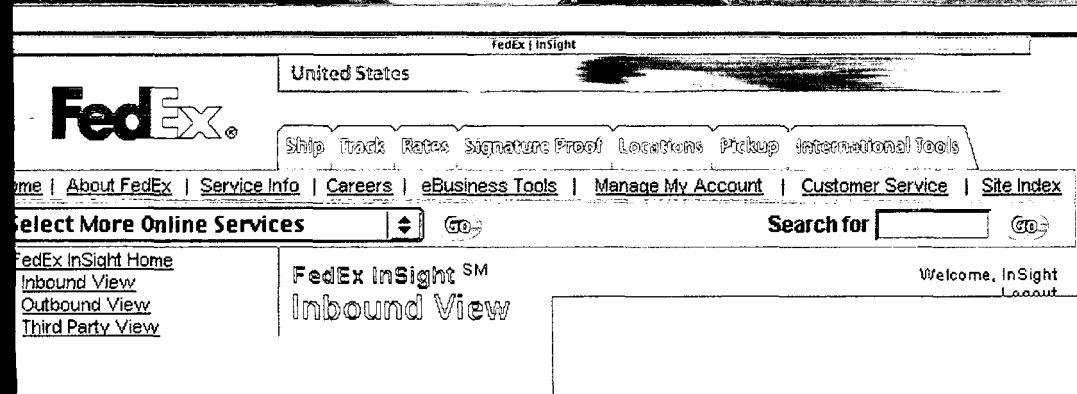 FedEx | InSight
United States
FedEx®
Ship Track Rates Signature Proof Locations Pickup International Tools
me | About FedEx | Service Info | Careers | eBusiness Tools | Manage My Account | Customer Service | Site Index
Select More Online Services Go Search for Go
FedEx InSight Home
Inbound View
Outbound View
Third Party View
FedEx InSight SM
Inbound View
Welcome, InSight
Logout